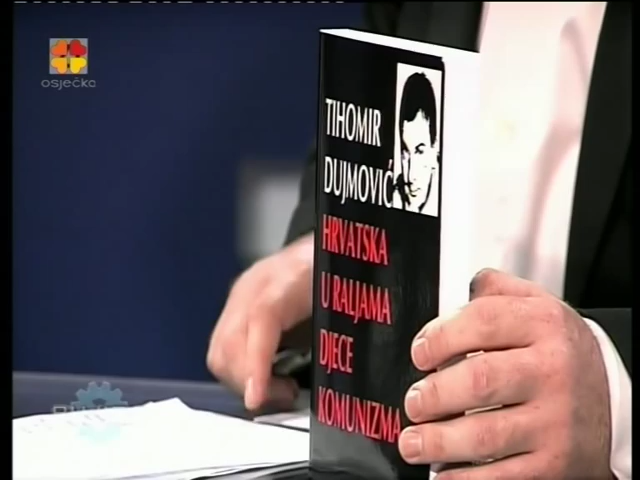 osječka
TIHOMIR
DUJMOVIĆ
HRVATSKA
U RALJAMA
DJECE
KOMUNIZMA